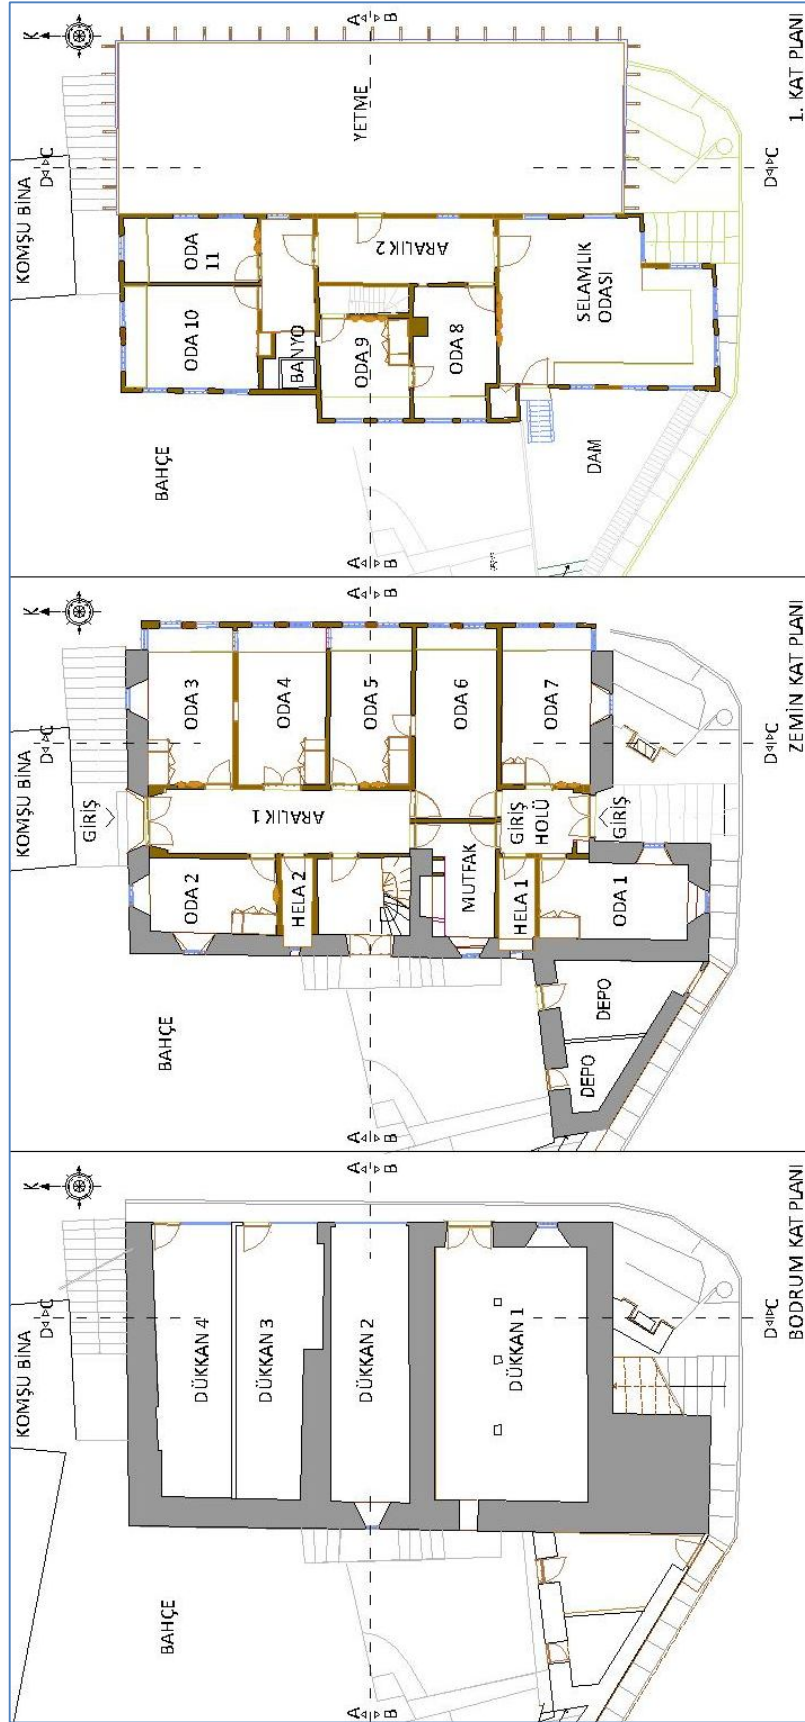 BODRUM KAT PLANI
K
KOMŞU BİNA
BAHÇE
D C
DÜKKAN 4
DÜKKAN 3
DÜKKAN 2
DÜKKAN 1
A
B
A
B
D C
ZEMİN KAT PLANI
K
KOMŞU BİNA
BAHÇE
D C
GİRİŞ
ODA 2
ARALIK 1
ODA 3
HELA 2
ODA 4
ODA 5
A
B
A
B
MUTFAK
ODA 6
HELA 1
GİRİŞ
HOLÜ
ODA 7
ODA 1
GİRİŞ
DEPO
DEPO
D C
1. KAT PLANI
K
KOMŞU BİNA
BAHÇE
D C
ODA 10
ODA
11
BANYO
YETME
ODA 9
ARALIK 2
A
B
A
B
ODA 8
SELAMLIK
ODASI
DAM
D C